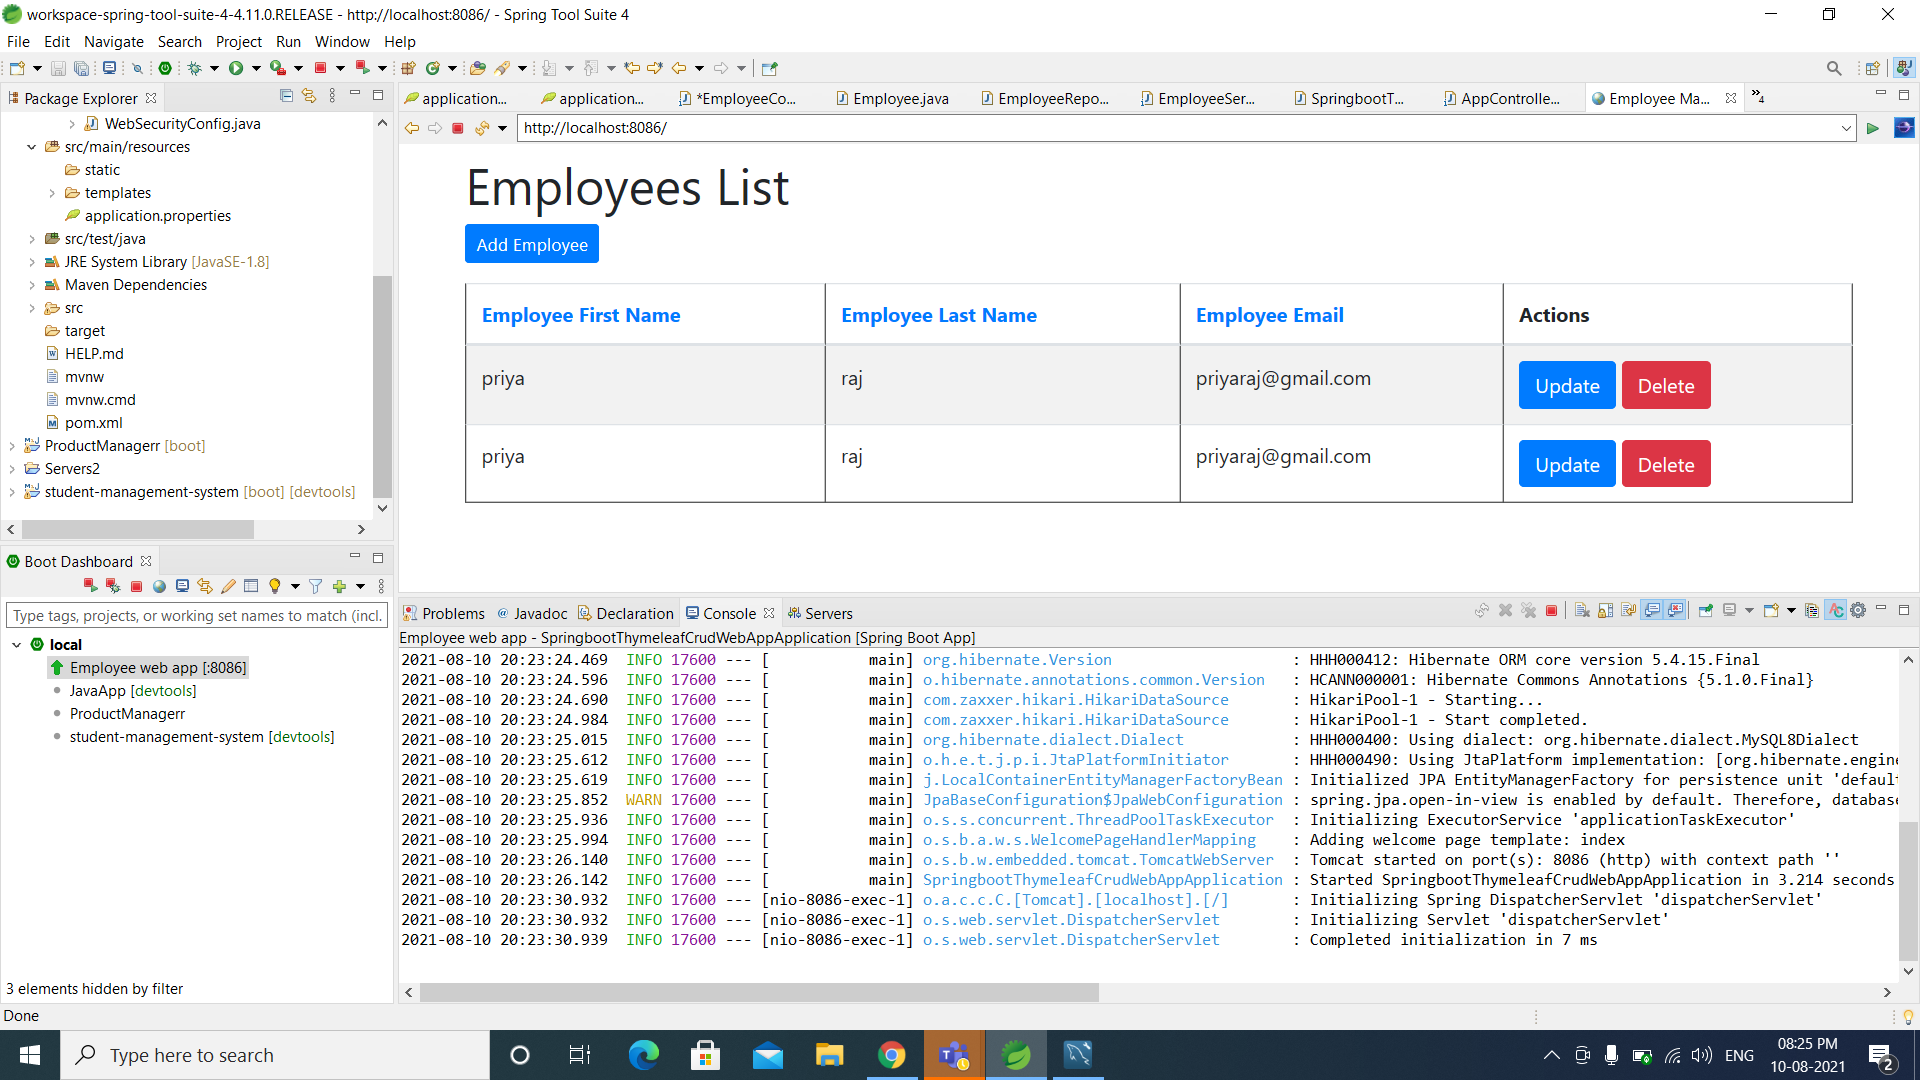 workspace-spring-tool-suite-4-4.11.0.RELEASE - http://localhost:8086/ - Spring Tool Suite 4
File Edit Navigate Search Project Run Window Help
Package Explorer
WebSecurityConfig.java
src/main/resources
static
templates
application.properties
src/test/java
JRE System Library [JavaSE-1.8]
Maven Dependencies
src
target
HELP.md
mvnw
mvnw.cmd
pom.xml
ProductManagerr [boot]
Servers2
student-management-system [boot] [devtools]
Boot Dashboard
Type tags, projects, or working set names to match (incl.
local
Employee web app [:8086]
JavaApp [devtools]
ProductManagerr
student-management-system [devtools]
3 elements hidden by filter
application... application... *EmployeeCo... Employee.java EmployeeRepo... EmployeeSer... SpringbootT... AppControlle... Employee Ma... »4
http://localhost:8086/
Employees List
Add Employee
Employee First Name Employee Last Name Employee Email Actions
priya raj priyaraj@gmail.com Update Delete
priya raj priyaraj@gmail.com Update Delete
Problems @ Javadoc Declaration Console Servers
Employee web app - SpringbootThymeleafCrudWebAppApplication [Spring Boot App]
2021-08-10 20:23:24.469 INFO 17600 --- [ main] org.hibernate.Version : HHH000412: Hibernate ORM core version 5.4.15.Final
2021-08-10 20:23:24.596 INFO 17600 --- [ main] o.hibernate.annotations.common.Version : HCANN000001: Hibernate Commons Annotations {5.1.0.Final}
2021-08-10 20:23:24.690 INFO 17600 --- [ main] com.zaxxer.hikari.HikariDataSource : HikariPool-1 - Starting...
2021-08-10 20:23:24.984 INFO 17600 --- [ main] com.zaxxer.hikari.HikariDataSource : HikariPool-1 - Start completed.
2021-08-10 20:23:25.015 INFO 17600 --- [ main] org.hibernate.dialect.Dialect : HHH000400: Using dialect: org.hibernate.dialect.MySQL8Dialect
2021-08-10 20:23:25.612 INFO 17600 --- [ main] o.h.e.t.j.p.i.JtaPlatformInitiator : HHH000490: Using JtaPlatform implementation: [org.hibernate.engine
2021-08-10 20:23:25.619 INFO 17600 --- [ main] j.LocalContainerEntityManagerFactoryBean : Initialized JPA EntityManagerFactory for persistence unit 'default
2021-08-10 20:23:25.852 WARN 17600 --- [ main] JpaBaseConfiguration$JpaWebConfiguration : spring.jpa.open-in-view is enabled by default. Therefore, database
2021-08-10 20:23:25.936 INFO 17600 --- [ main] o.s.s.concurrent.ThreadPoolTaskExecutor : Initializing ExecutorService 'applicationTaskExecutor'
2021-08-10 20:23:25.994 INFO 17600 --- [ main] o.s.b.a.w.s.WelcomePageHandlerMapping : Adding welcome page template: index
2021-08-10 20:23:26.140 INFO 17600 --- [ main] o.s.b.w.embedded.tomcat.TomcatWebServer : Tomcat started on port(s): 8086 (http) with context path ''
2021-08-10 20:23:26.142 INFO 17600 --- [ main] SpringbootThymeleafCrudWebAppApplication : Started SpringbootThymeleafCrudWebAppApplication in 3.214 seconds
2021-08-10 20:23:30.932 INFO 17600 --- [nio-8086-exec-1] o.a.c.c.C.[Tomcat].[localhost].[/] : Initializing Spring DispatcherServlet 'dispatcherServlet'
2021-08-10 20:23:30.932 INFO 17600 --- [nio-8086-exec-1] o.s.web.servlet.DispatcherServlet : Initializing Servlet 'dispatcherServlet'
2021-08-10 20:23:30.939 INFO 17600 --- [nio-8086-exec-1] o.s.web.servlet.DispatcherServlet : Completed initialization in 7 ms
Done
Type here to search
ENG
08:25 PM
10-08-2021
2